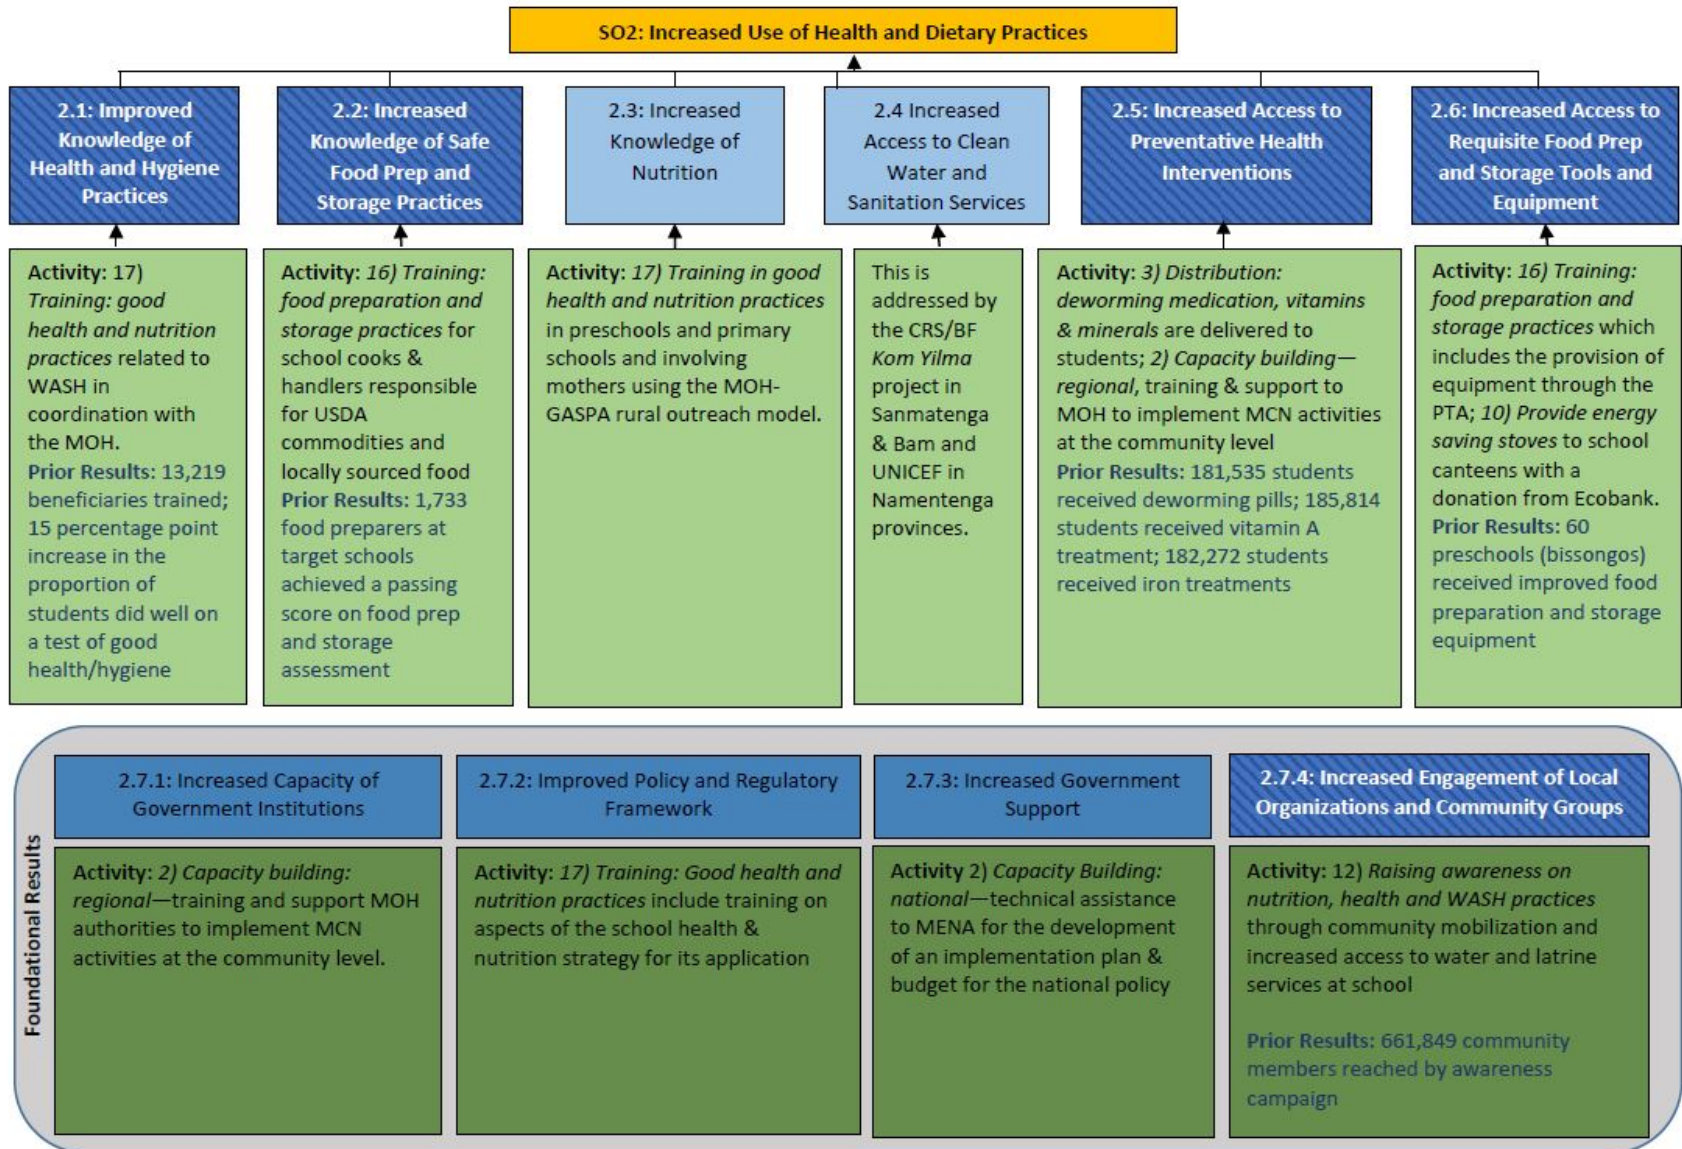 SO2: Increased Use of Health and Dietary Practices
2.1: Improved
Knowledge of
Health and Hygiene
Practices
2.2: Increased
Knowledge of Safe
Food Prep and
Storage Practices
2.3: Increased
Knowledge of
Nutrition
2.4 Increased
Access to Clean
Water and
Sanitation Services
2.5: Increased Access to
Preventative Health
Interventions
2.6: Increased Access to
Requisite Food Prep
and Storage Tools and
Equipment
Activity: 17)
Training: good
health and nutrition
practices related to
WASH in
coordination with
the MOH.
Prior Results: 13,219
beneficiaries trained;
15 percentage point
increase in the
proportion of
students did well on
a test of good
health/hygiene
Activity: 16) Training:
food preparation and
storage practices for
school cooks &
handlers responsible
for USDA
commodities and
locally sourced food
Prior Results: 1,733
food preparers at
target schools
achieved a passing
score on food prep
and storage
assessment
Activity: 17) Training in good
health and nutrition practices
in preschools and primary
schools and involving
mothers using the MOH-
GASPA rural outreach model.
This is
addressed by
the CRS/BF
Kom Yilma
project in
Sanmatenga
& Bam and
UNICEF in
Namentenga
provinces.
Activity: 3) Distribution:
deworming medication, vitamins
& minerals are delivered to
students; 2) Capacity building—
regional, training & support to
MOH to implement MCN activities
at the community level
Prior Results: 181,535 students
received deworming pills; 185,814
students received vitamin A
treatment; 182,272 students
received iron treatments
Activity: 16) Training:
food preparation and
storage practices which
includes the provision of
equipment through the
PTA; 10) Provide energy
saving stoves to school
canteens with a
donation from Ecobank.
Prior Results: 60
preschools (bissongos)
received improved food
preparation and storage
equipment
Foundational Results
2.7.1: Increased Capacity of
Government Institutions
2.7.2: Improved Policy and Regulatory
Framework
2.7.3: Increased Government
Support
2.7.4: Increased Engagement of Local
Organizations and Community Groups
Activity: 2) Capacity building:
regional—training and support MOH
authorities to implement MCN
activities at the community level.
Activity: 17) Training: Good health and
nutrition practices include training on
aspects of the school health &
nutrition strategy for its application
Activity 2) Capacity Building:
national—technical assistance
to MENA for the development
of an implementation plan &
budget for the national policy
Activity: 12) Raising awareness on
nutrition, health and WASH practices
through community mobilization and
increased access to water and latrine
services at school
Prior Results: 661,849 community
members reached by awareness
campaign